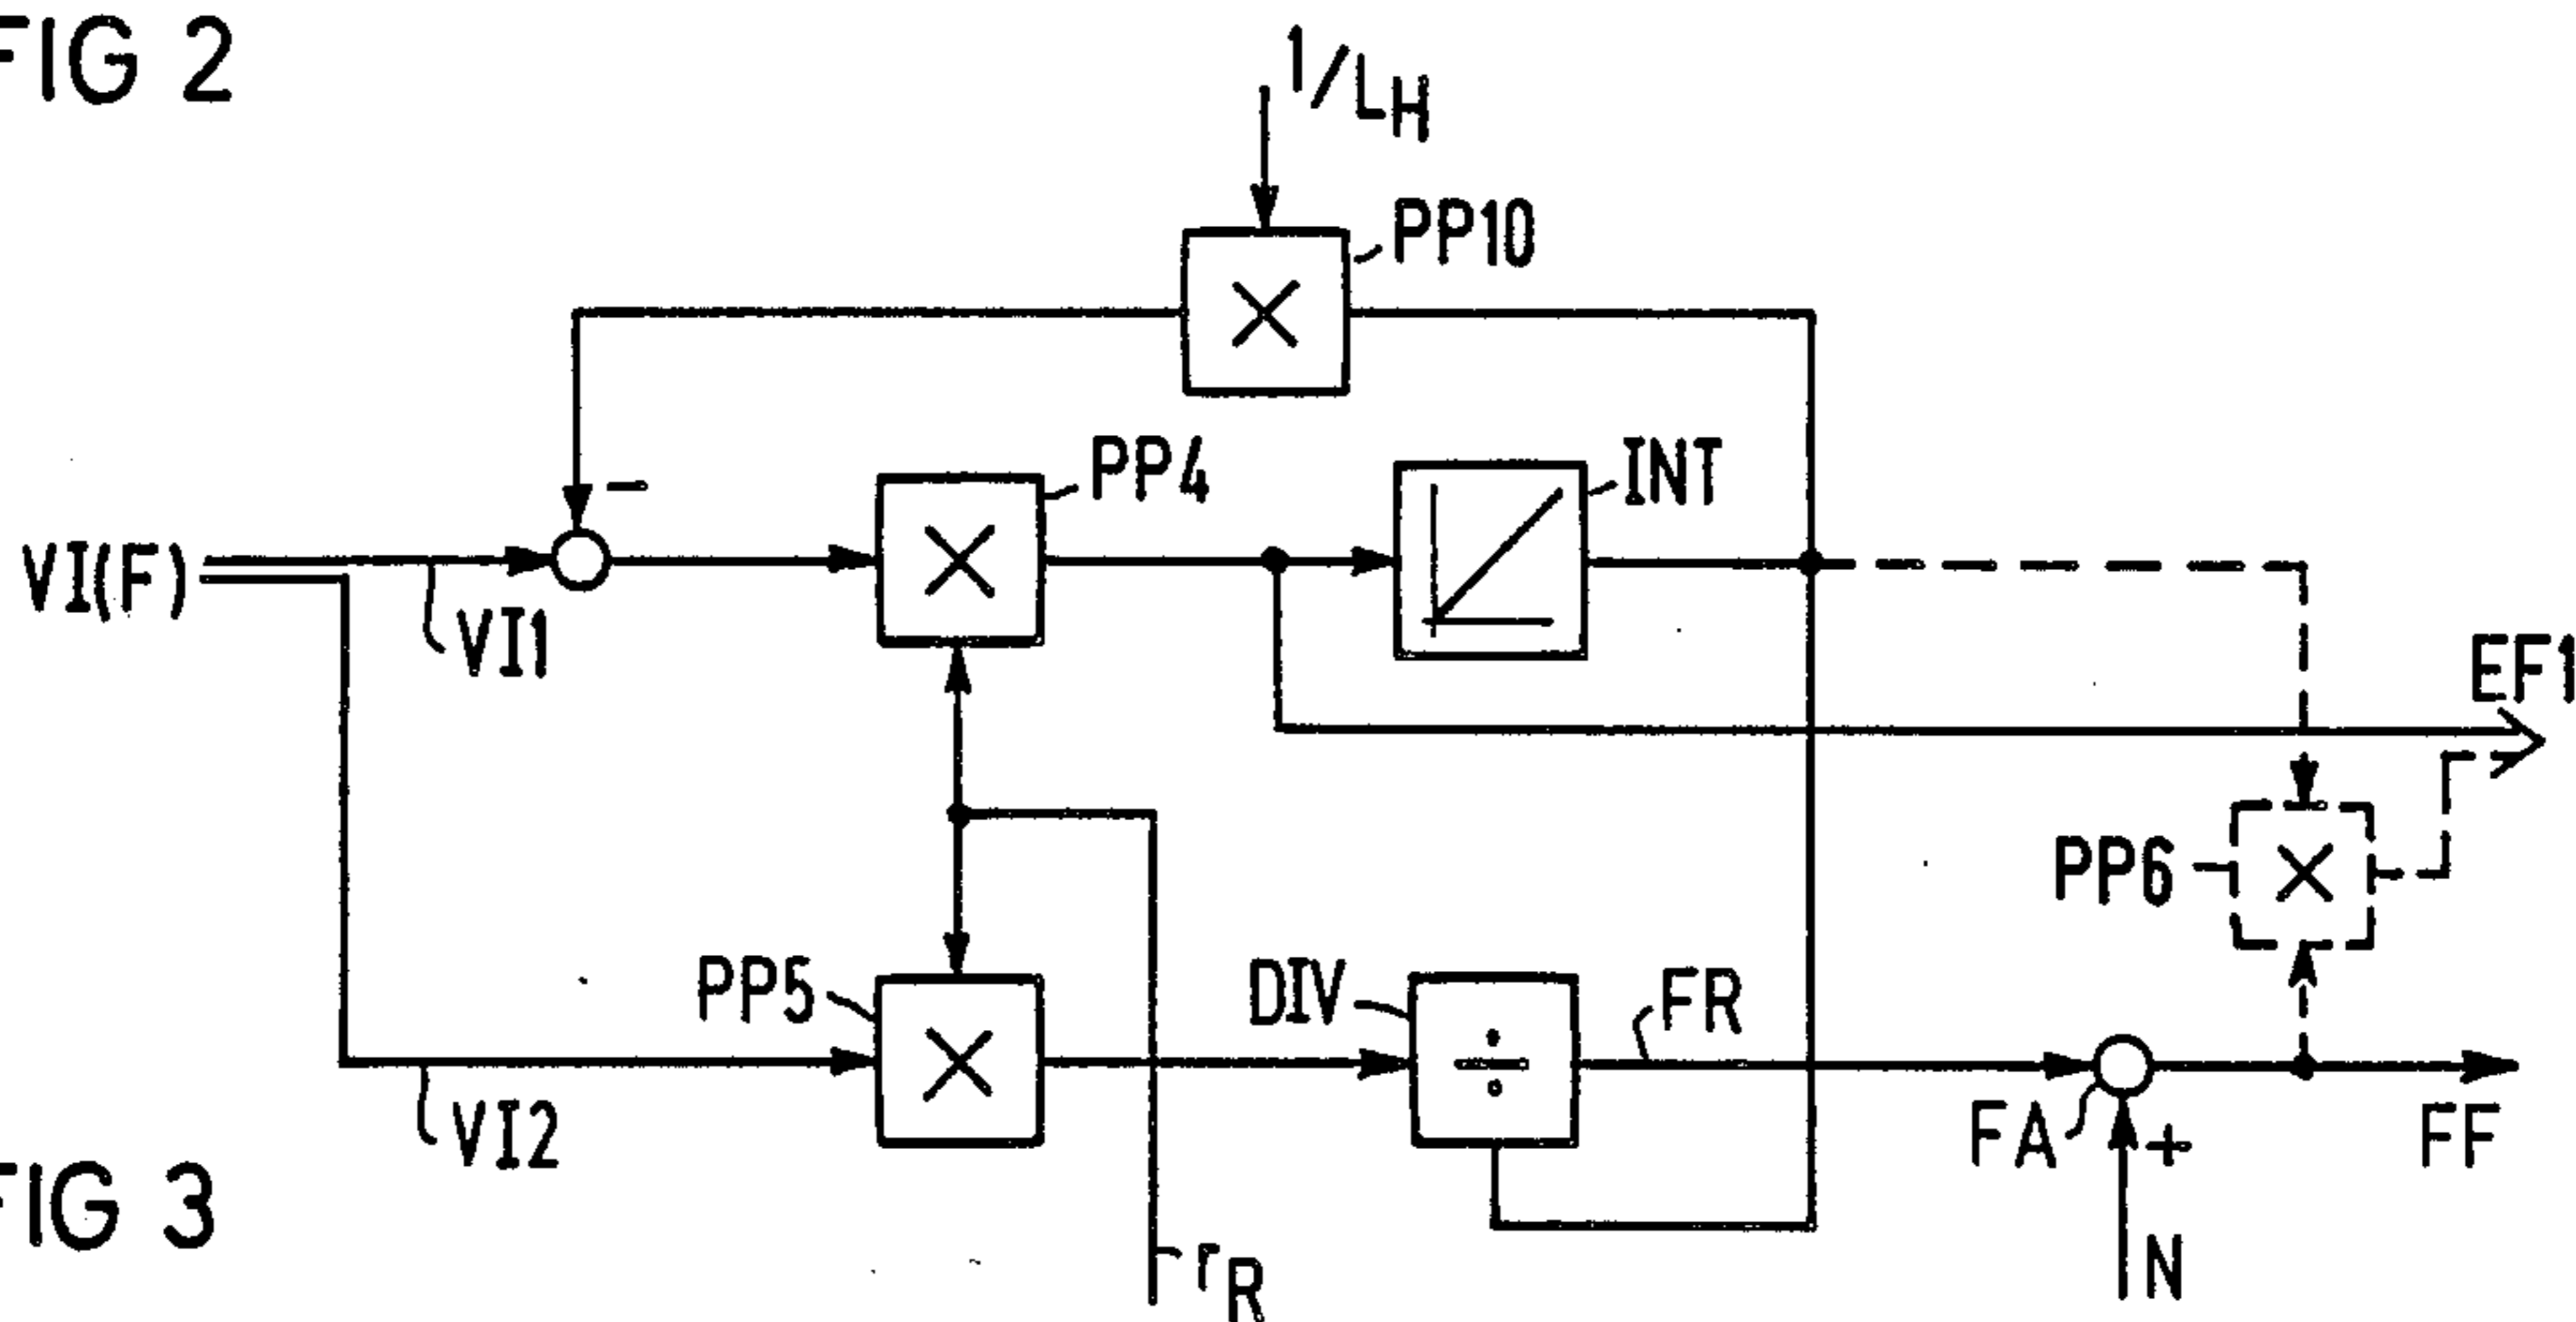 FIG 2
1/LH
PP10
-
PP4
INT
VI(F)
VI1
EF1
PP6
PP5
DIV
FR
VI2
FA
+
FF
FIG 3
rR
N